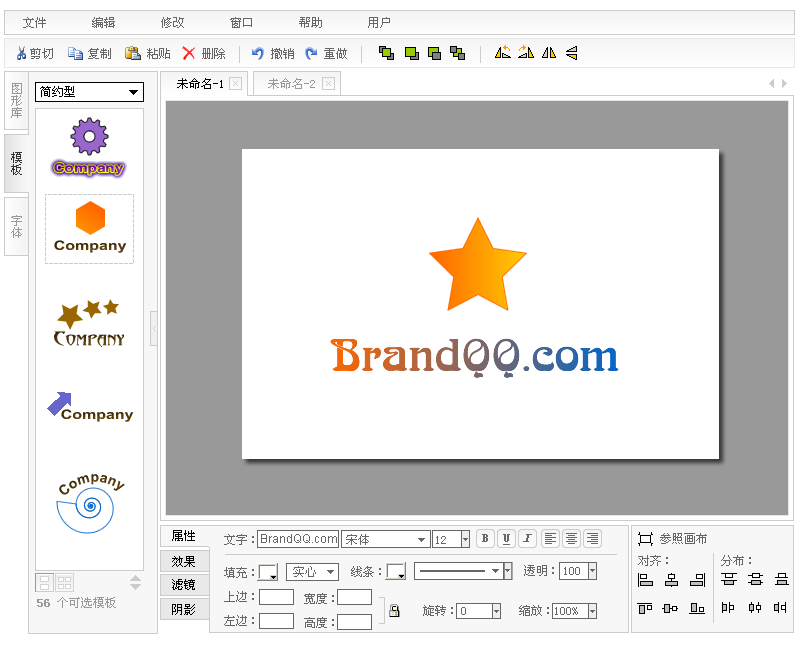 文件 编辑 修改 窗口 帮助 用户
剪切 复制 粘贴 删除 撤销 重做
图形库
模板
字体
简约型
Company
Company
Company
Company
Company
56 个可选模板
未命名-1 未命名-2
BrandQQ.com
属性
效果
滤镜
阴影
文字: BrandQQ.com 宋体 12 B U I
填充: 实心 线条: 透明: 100
上边: 宽度:
左边: 高度:
旋转: 0 缩放: 100%
参照画布
对齐: 分布: